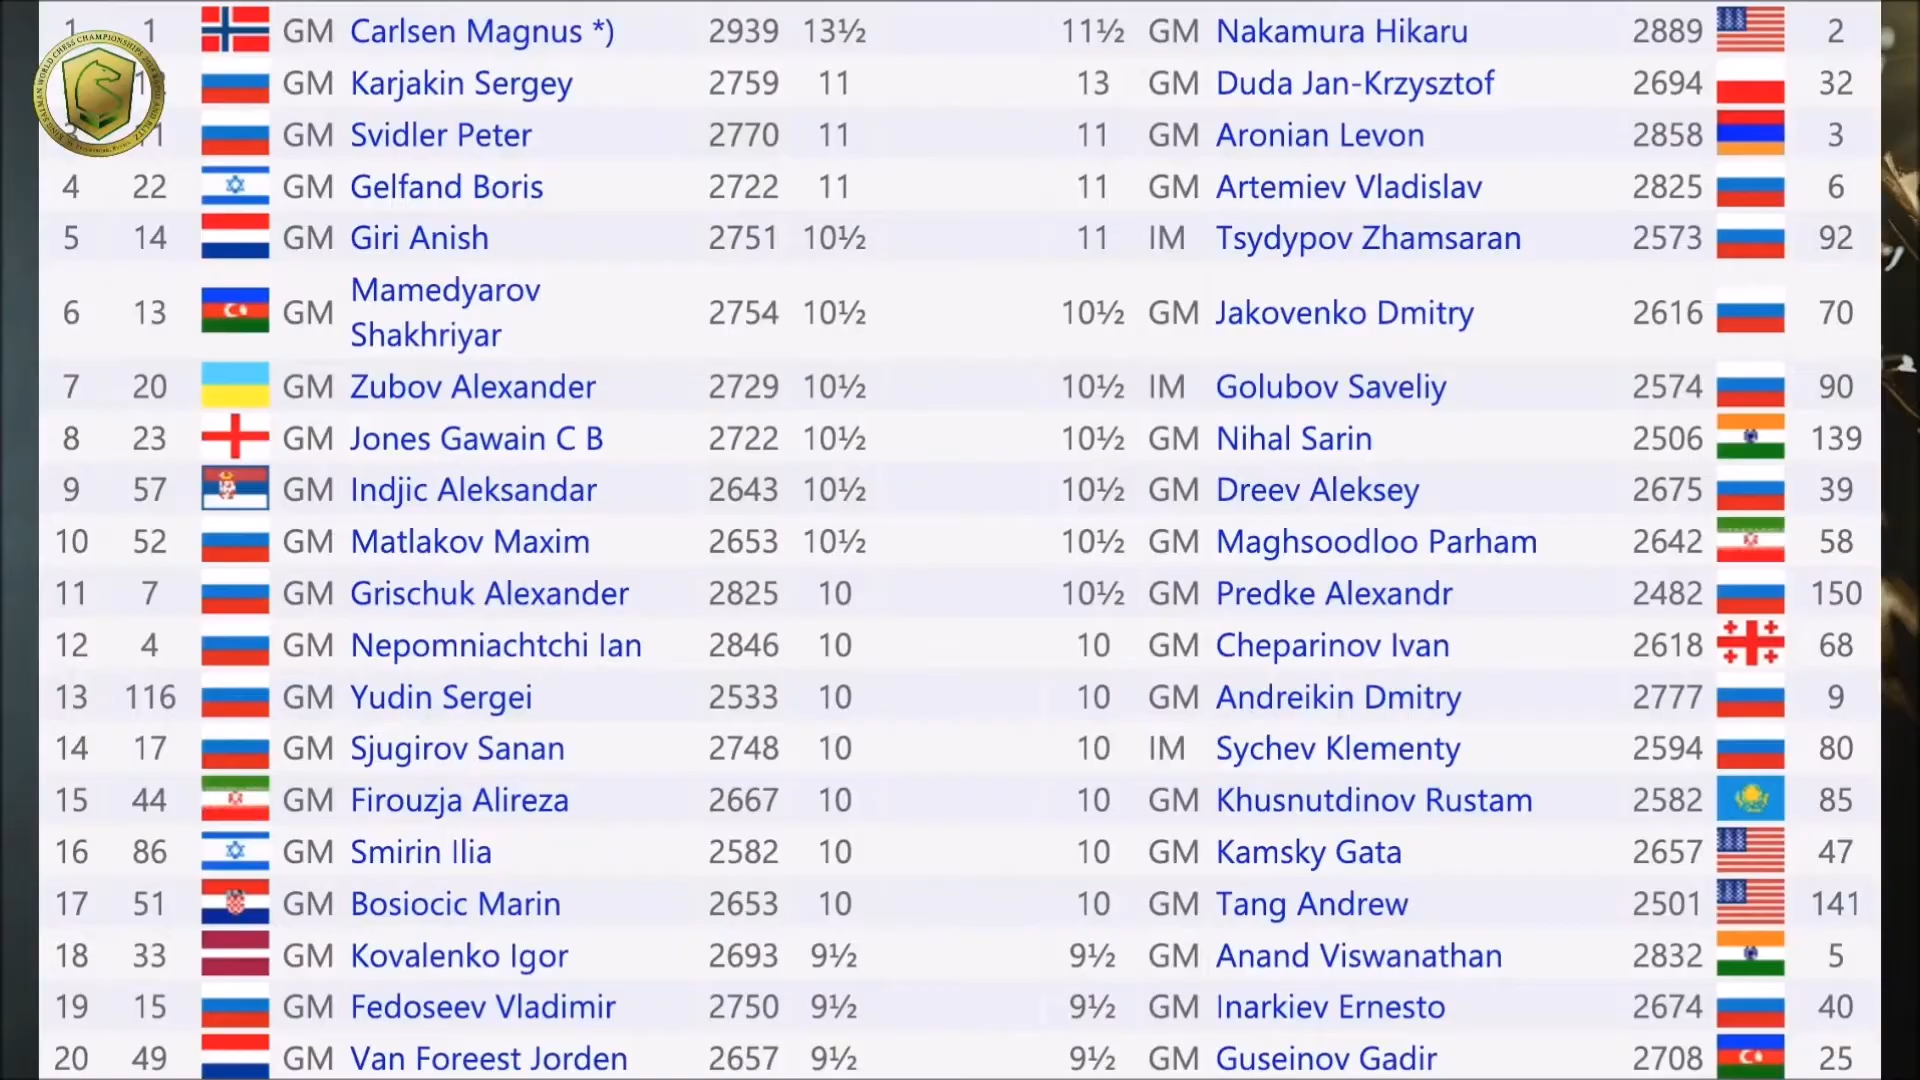 1 1 GM Carlsen Magnus *) 2939 13½ 11½ GM Nakamura Hikaru 2889 2
GM Karjakin Sergey 2759 11 13 GM Duda Jan-Krzysztof 2694 32
GM Svidler Peter 2770 11 11 GM Aronian Levon 2858 3
4 22 GM Gelfand Boris 2722 11 11 GM Artemiev Vladislav 2825 6
5 14 GM Giri Anish 2751 10½ 11 IM Tsydypov Zhamsaran 2573 92
6 13 GM Mamedyarov Shakhriyar 2754 10½ 10½ GM Jakovenko Dmitry 2616 70
7 20 GM Zubov Alexander 2729 10½ 10½ IM Golubov Saveliy 2574 90
8 23 GM Jones Gawain C B 2722 10½ 10½ GM Nihal Sarin 2506 139
9 57 GM Indjic Aleksandar 2643 10½ 10½ GM Dreev Aleksey 2675 39
10 52 GM Matlakov Maxim 2653 10½ 10½ GM Maghsoodloo Parham 2642 58
11 7 GM Grischuk Alexander 2825 10 10½ GM Predke Alexandr 2482 150
12 4 GM Nepomniachtchi Ian 2846 10 10 GM Cheparinov Ivan 2618 68
13 116 GM Yudin Sergei 2533 10 10 GM Andreikin Dmitry 2777 9
14 17 GM Sjugirov Sanan 2748 10 10 IM Sychev Klementy 2594 80
15 44 GM Firouzja Alireza 2667 10 10 GM Khusnutdinov Rustam 2582 85
16 86 GM Smirin Ilia 2582 10 10 GM Kamsky Gata 2657 47
17 51 GM Bosiocic Marin 2653 10 10 GM Tang Andrew 2501 141
18 33 GM Kovalenko Igor 2693 9½ 9½ GM Anand Viswanathan 2832 5
19 15 GM Fedoseev Vladimir 2750 9½ 9½ GM Inarkiev Ernesto 2674 40
20 49 GM Van Foreest Jorden 2657 9½ 9½ GM Guseinov Gadir 2708 25